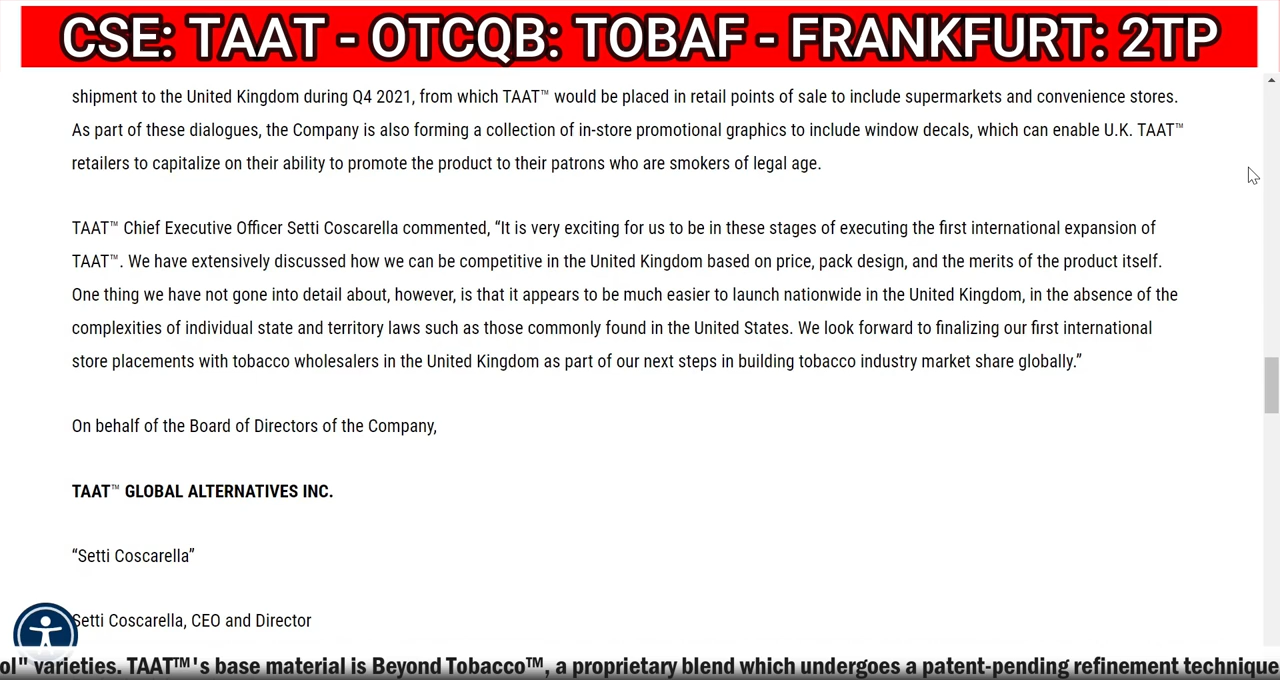 CSE: TAAT - OTCQB: TOBAF - FRANKFURT: 2TP
shipment to the United Kingdom during Q4 2021, from which TAAT™ would be placed in retail points of sale to include supermarkets and convenience stores.
As part of these dialogues, the Company is also forming a collection of in-store promotional graphics to include window decals, which can enable U.K. TAAT™
retailers to capitalize on their ability to promote the product to their patrons who are smokers of legal age.
TAAT™ Chief Executive Officer Setti Coscarella commented, “It is very exciting for us to be in these stages of executing the first international expansion of
TAAT™. We have extensively discussed how we can be competitive in the United Kingdom based on price, pack design, and the merits of the product itself.
One thing we have not gone into detail about, however, is that it appears to be much easier to launch nationwide in the United Kingdom, in the absence of the
complexities of individual state and territory laws such as those commonly found in the United States. We look forward to finalizing our first international
store placements with tobacco wholesalers in the United Kingdom as part of our next steps in building tobacco industry market share globally.”
On behalf of the Board of Directors of the Company,
TAAT™ GLOBAL ALTERNATIVES INC.
“Setti Coscarella”
Setti Coscarella, CEO and Director
ol" varieties. TAAT™'s base material is Beyond Tobacco™, a proprietary blend which undergoes a patent-pending refinement technique